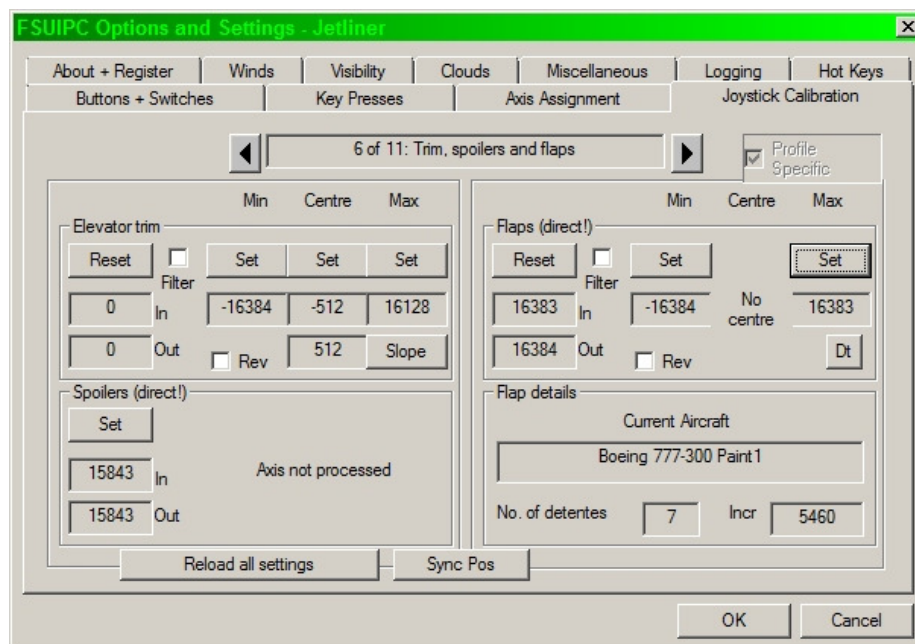 FSUIPC Options and Settings - Jetliner
About + Register Winds Visibility Clouds Miscellaneous Logging Hot Keys
Buttons + Switches Key Presses Axis Assignment Joystick Calibration
6 of 11: Trim, spoilers and flaps
Profile
Specific
Min Centre Max
Elevator trim
Reset Set Set Set
Filter
0 In -16384 -512 16128
0 Out Rev 512 Slope
Spoilers (direct!)
Set
15843 In Axis not processed
15843 Out
Min Centre Max
Flaps (direct!)
Reset Set Set
Filter
16383 In -16384 No
centre 16383
16384 Out Rev Dt
Flap details
Current Aircraft
Boeing 777-300 Paint1
No. of detentes 7 Incr 5460
Reload all settings Sync Pos
OK Cancel